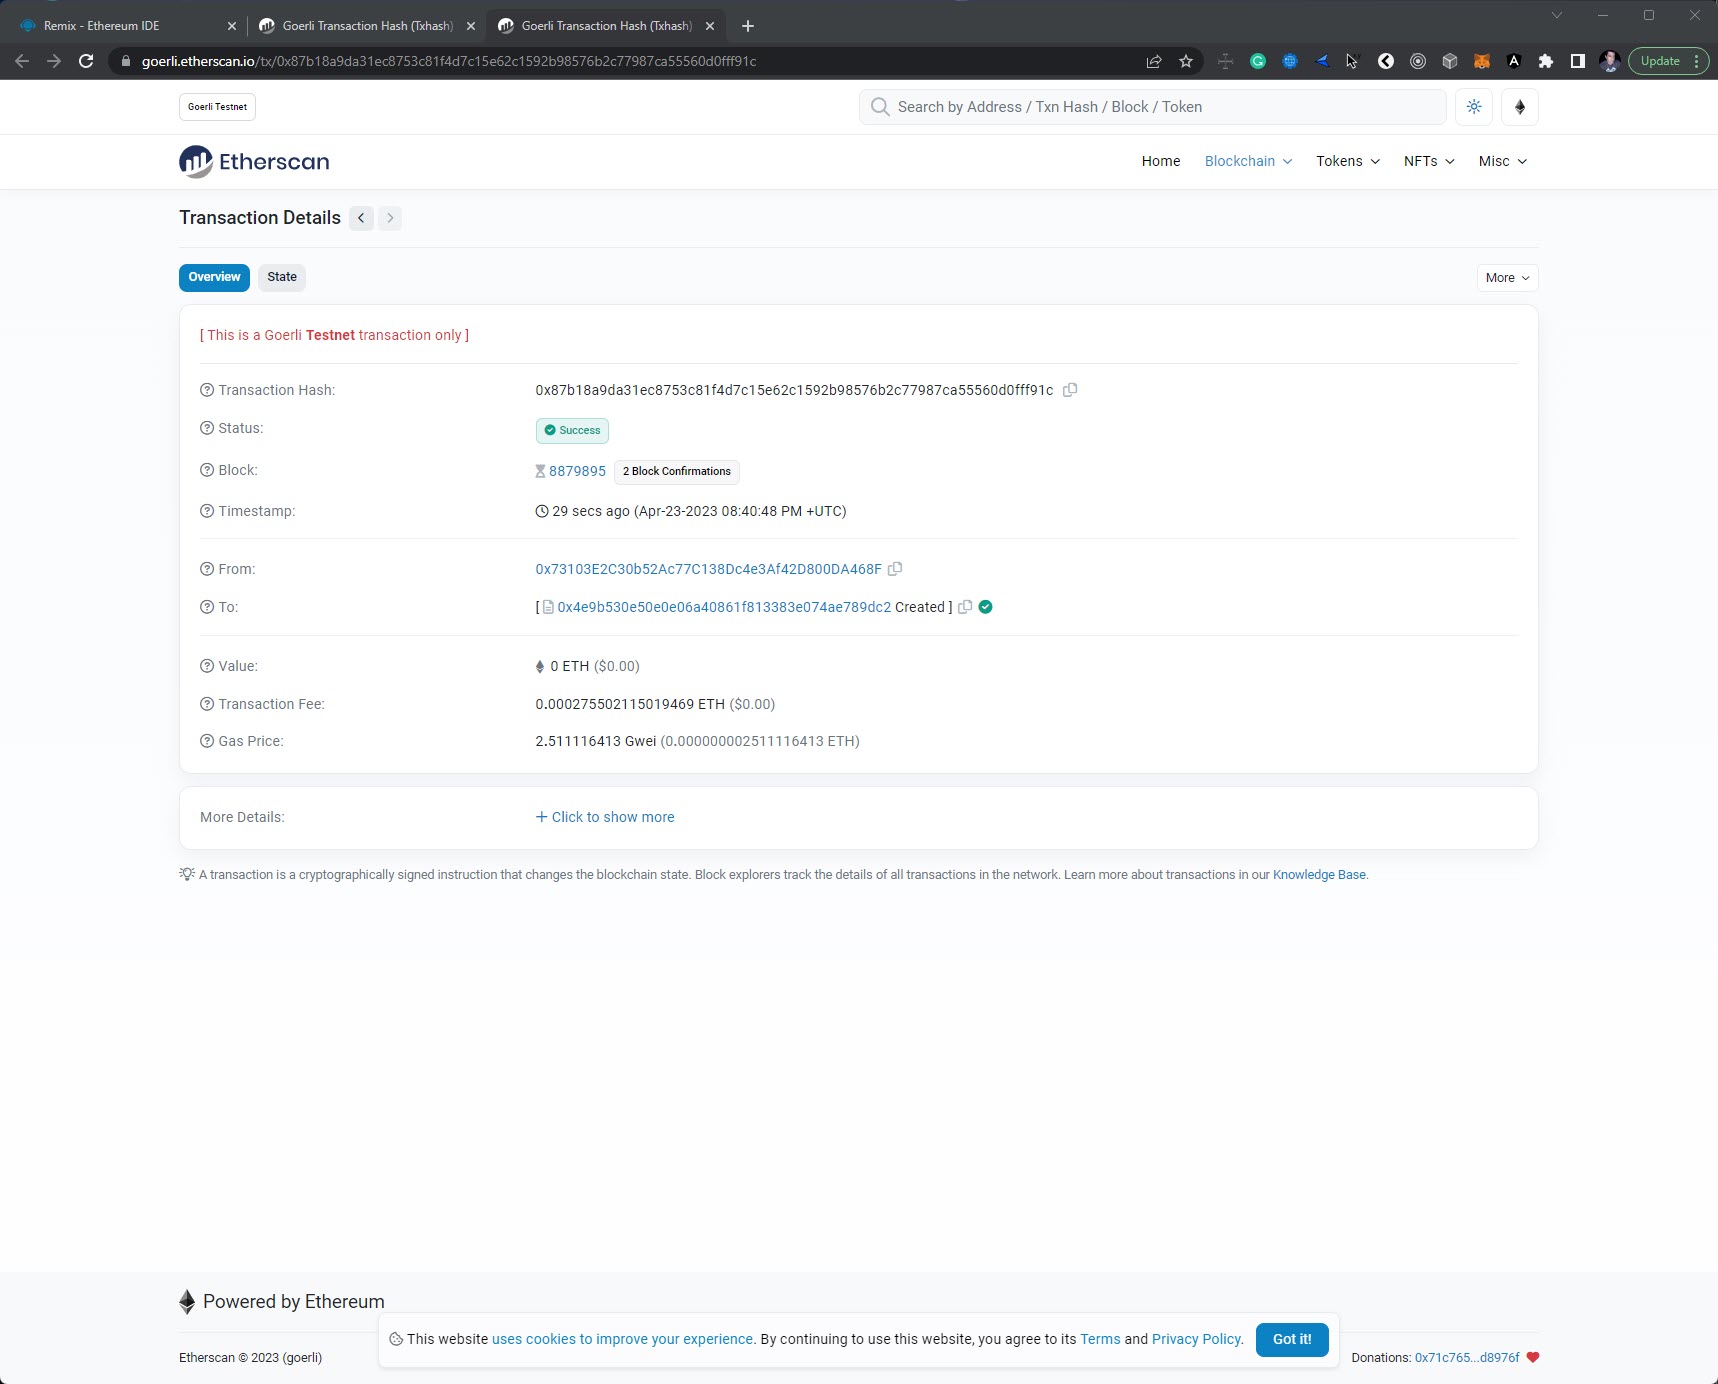 Remix - Ethereum IDE
Goerli Transaction Hash (Txhash)
Goerli Transaction Hash (Txhash)
goerli.etherscan.io/tx/0x87b18a9da31ec8753c81f4d7c15e62c1592b98576b2c77987ca55560d0fff91c
Update
Goerli Testnet
Search by Address / Txn Hash / Block / Token
Etherscan
Home Blockchain Tokens NFTs Misc
Transaction Details
Overview State
More
[ This is a Goerli Testnet transaction only ]
Transaction Hash: 0x87b18a9da31ec8753c81f4d7c15e62c1592b98576b2c77987ca55560d0fff91c
Status: Success
Block: 8879895 2 Block Confirmations
Timestamp: 29 secs ago (Apr-23-2023 08:40:48 PM +UTC)
From: 0x73103E2C30b52Ac77C138Dc4e3Af42D800DA468F
To: [ 0x4e9b530e50e0e06a40861f813383e074ae789dc2 Created ]
Value: 0 ETH ($0.00)
Transaction Fee: 0.000275502115019469 ETH ($0.00)
Gas Price: 2.511116413 Gwei (0.000000002511116413 ETH)
More Details: + Click to show more
A transaction is a cryptographically signed instruction that changes the blockchain state. Block explorers track the details of all transactions in the network. Learn more about transactions in our Knowledge Base.
Powered by Ethereum
This website uses cookies to improve your experience. By continuing to use this website, you agree to its Terms and Privacy Policy. Got it!
Etherscan © 2023 (goerli)
Donations: 0x71c765...d8976f